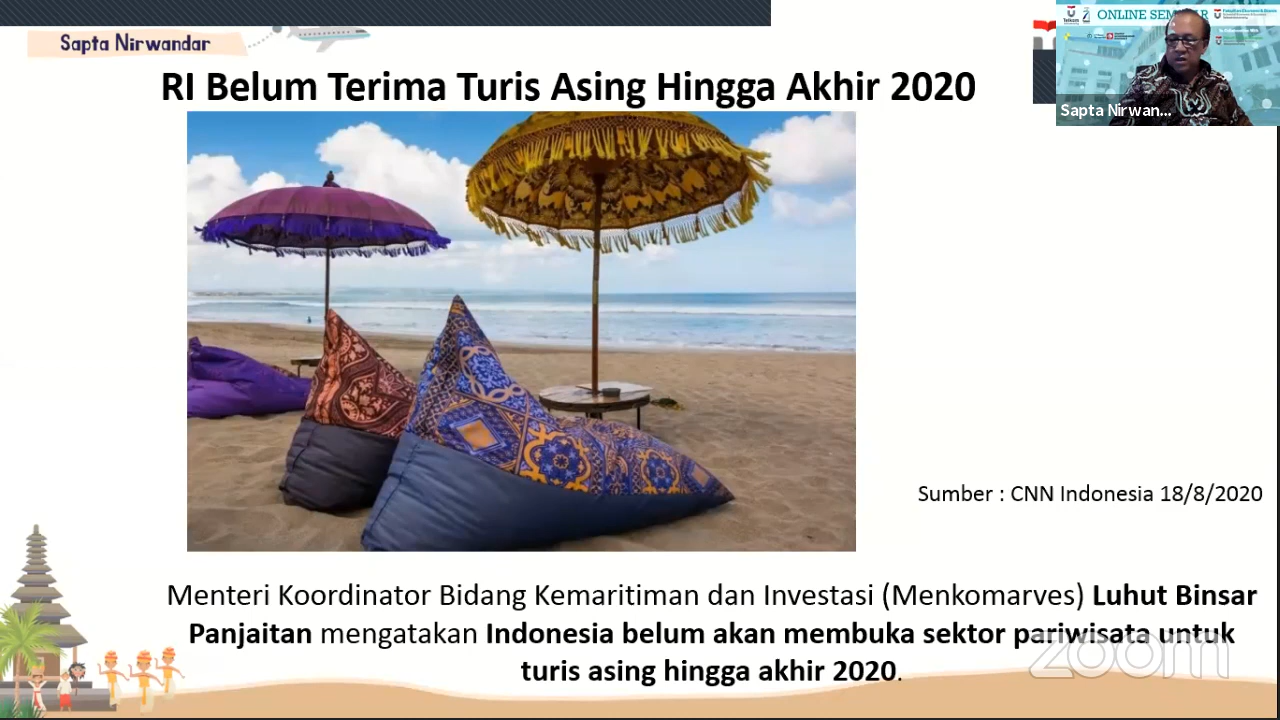 Sapta Nirwandar
RI Belum Terima Turis Asing Hingga Akhir 2020
Telkom
ONLINE SEM
R
Sapta Nirwan...
Sumber : CNN Indonesia 18/8/2020
Menteri Koordinator Bidang Kemaritiman dan Investasi (Menkomarves) Luhut Binsar
Panjaitan mengatakan Indonesia belum akan membuka sektor pariwisata untuk
turis asing hingga akhir 2020.
zoom